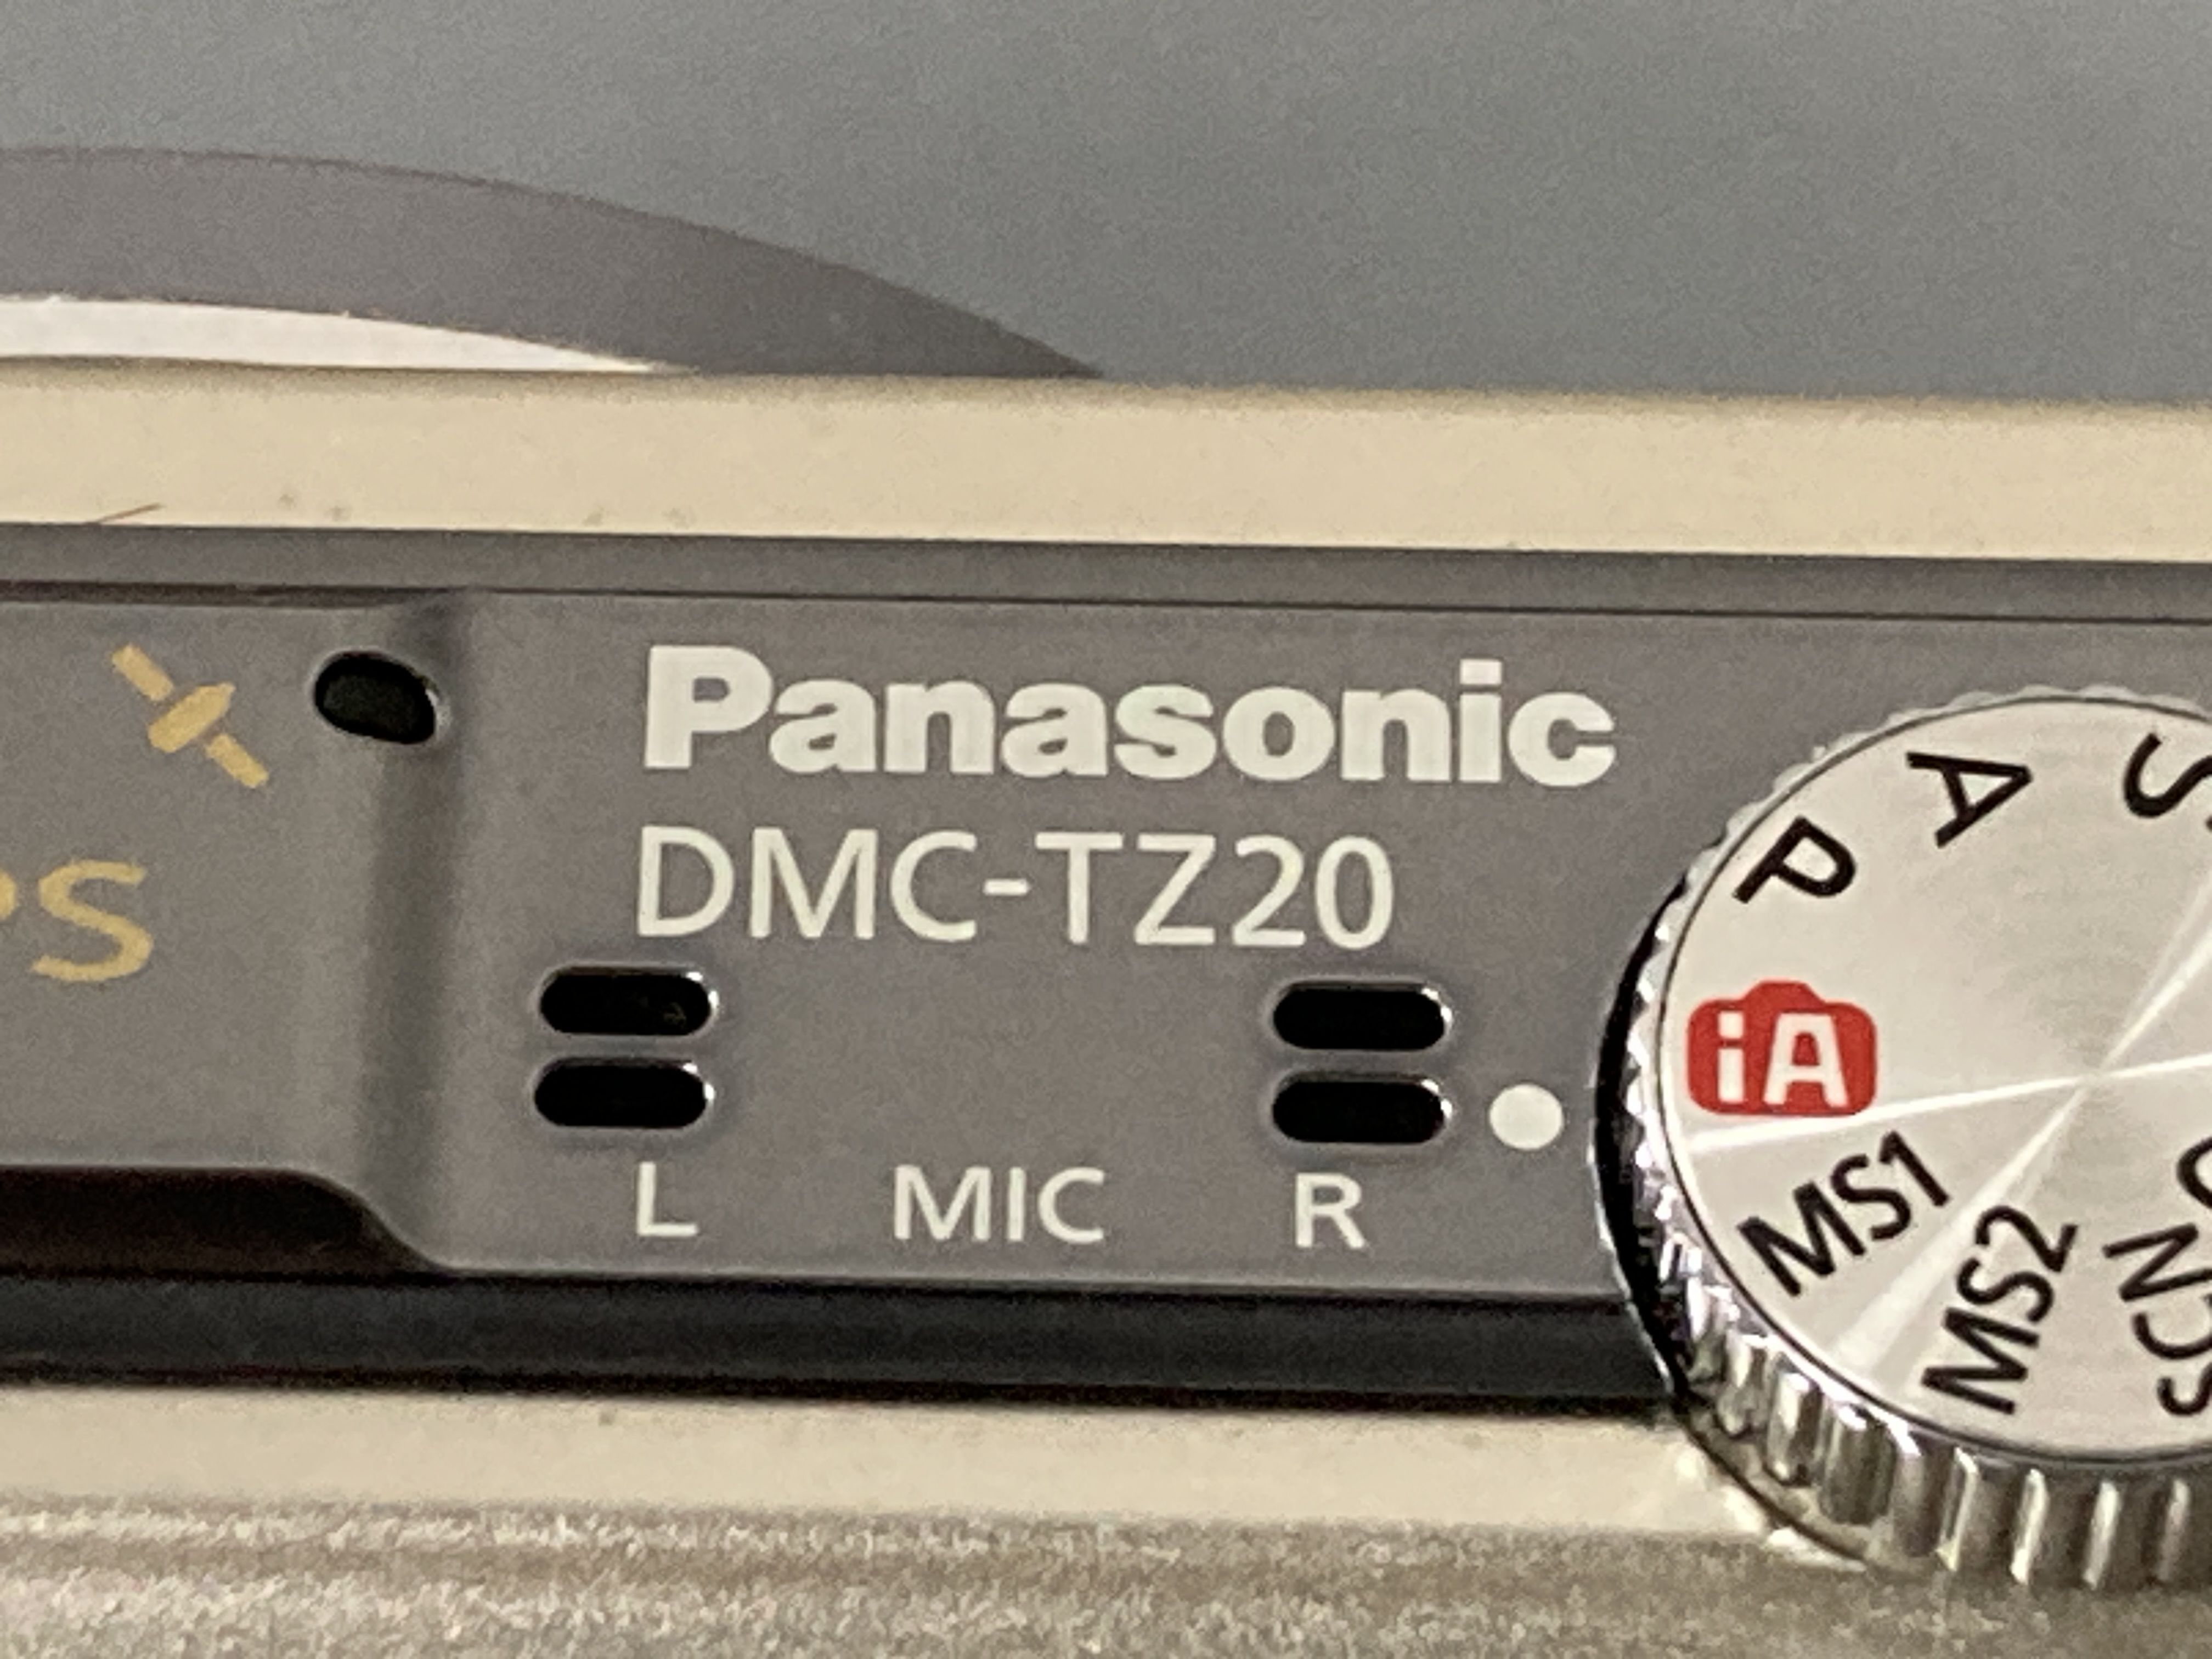 Panasonic
DMC-TZ20
L MIC R
A
P
iA
MS1
MS2